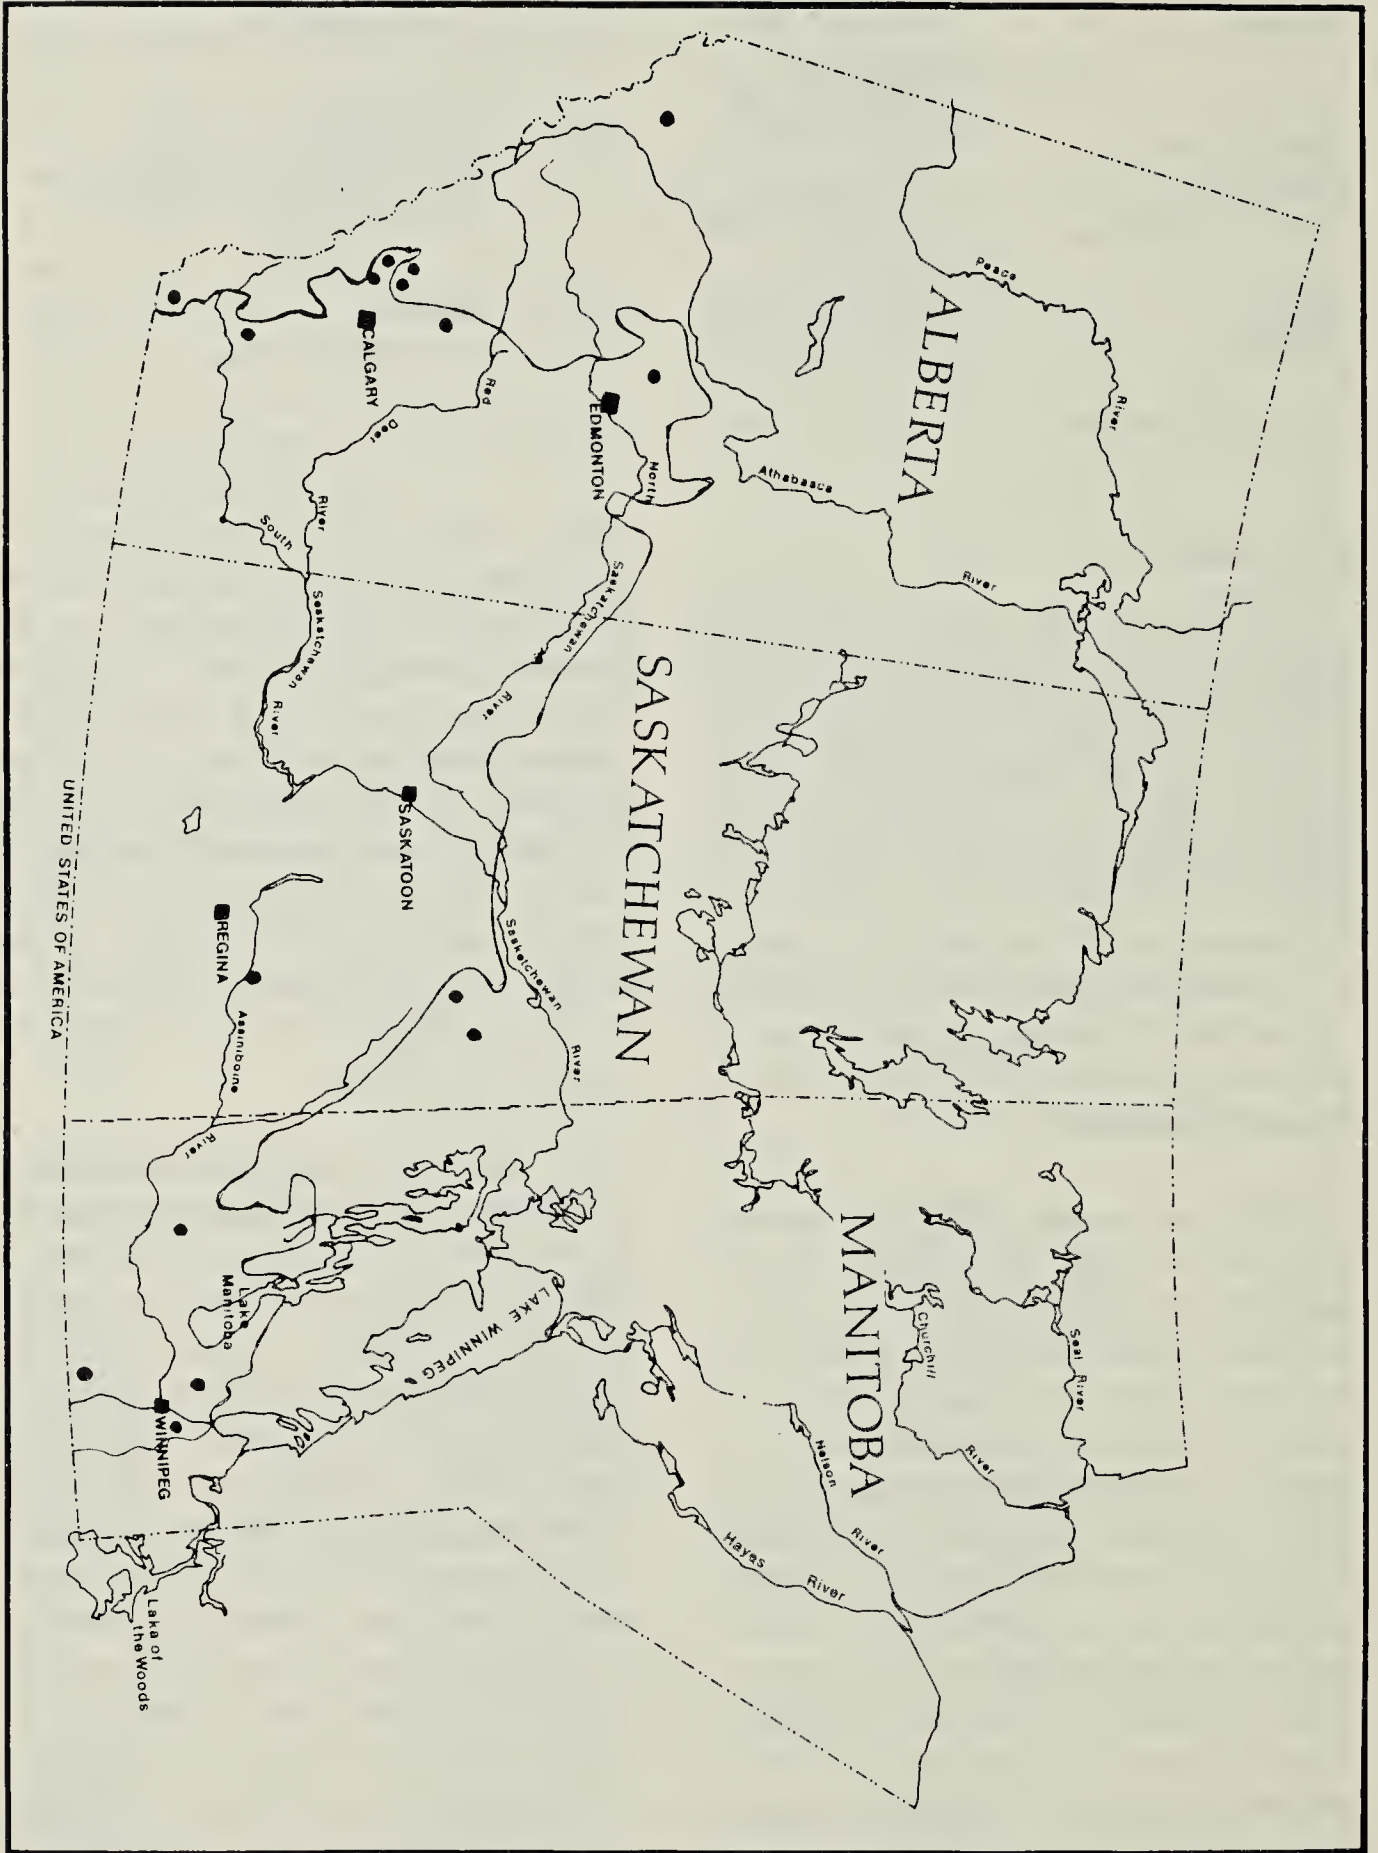 ALBERTA
SASKATCHEWAN
MANITOBA
Peace
River
Athabasca
River
North
Saskatchewan
River
EDMONTON
Red
Deer
River
CALGARY
South
Saskatchewan
River
SASKATOON
Saskatchewan
River
REGINA
Assiniboine
River
Seal River
Churchill
River
Nelson
River
Hayes
River
LAKE WINNIPEG
Lake
Manitoba
WINNIPEG
Laka of
the Woods
UNITED STATES OF AMERICA